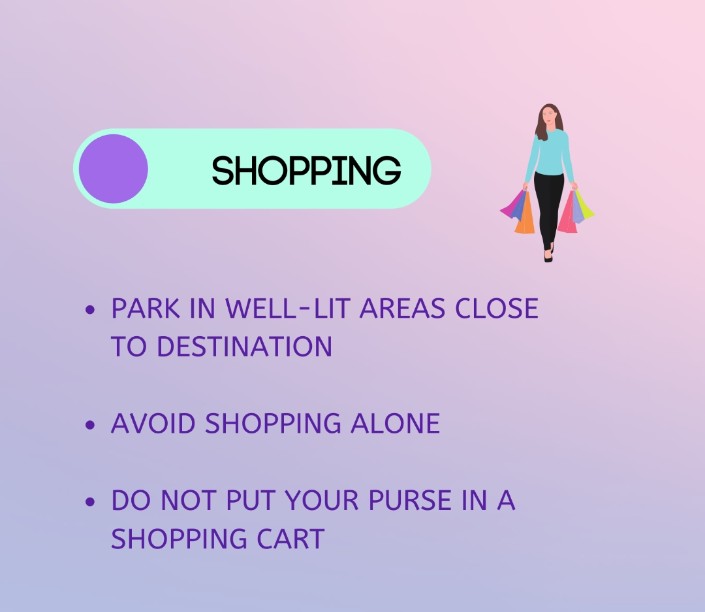 SHOPPING
• PARK IN WELL-LIT AREAS CLOSE
TO DESTINATION
• AVOID SHOPPING ALONE
• DO NOT PUT YOUR PURSE IN A
SHOPPING CART